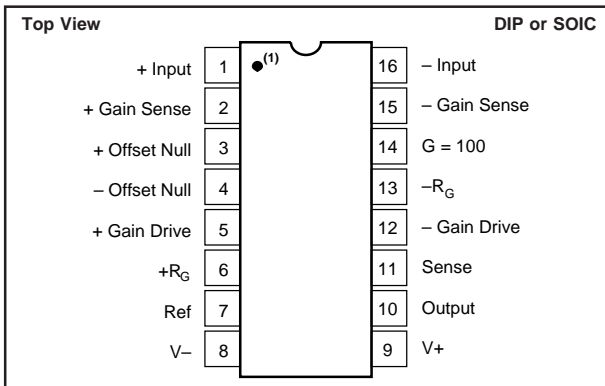 Top View DIP or SOIC
(1)
+ Input 1 16 – Input
+ Gain Sense 2 15 – Gain Sense
+ Offset Null 3 14 G = 100
– Offset Null 4 13 –RG
+ Gain Drive 5 12 – Gain Drive
+RG 6 11 Sense
Ref 7 10 Output
V– 8 9 V+